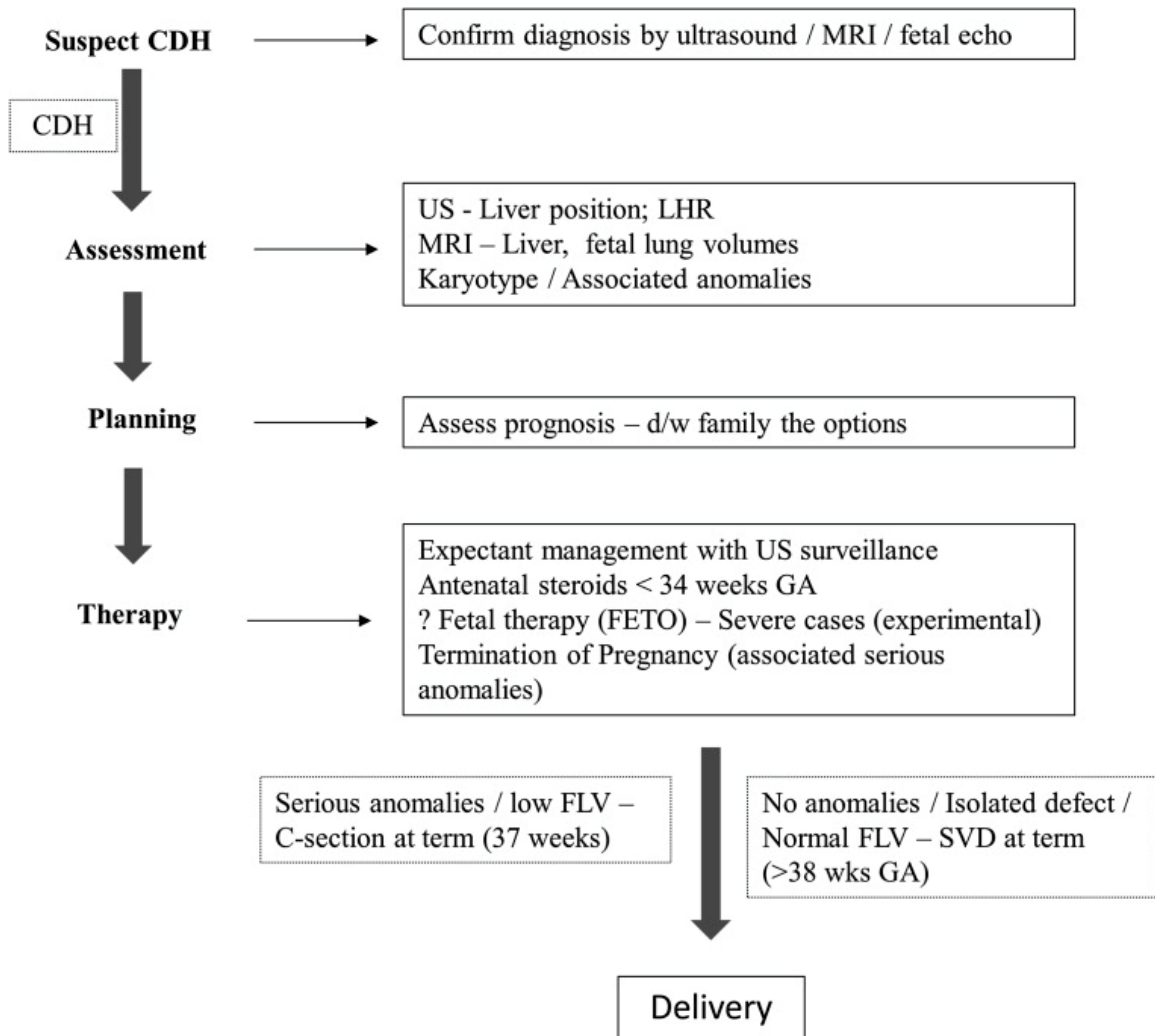 Suspect CDH
Confirm diagnosis by ultrasound / MRI / fetal echo
CDH
Assessment
US - Liver position; LHR
MRI – Liver, fetal lung volumes
Karyotype / Associated anomalies
Planning
Assess prognosis – d/w family the options
Therapy
Expectant management with US surveillance
Antenatal steroids < 34 weeks GA
? Fetal therapy (FETO) – Severe cases (experimental)
Termination of Pregnancy (associated serious
anomalies)
Serious anomalies / low FLV –
C-section at term (37 weeks)
No anomalies / Isolated defect /
Normal FLV – SVD at term
(>38 wks GA)
Delivery